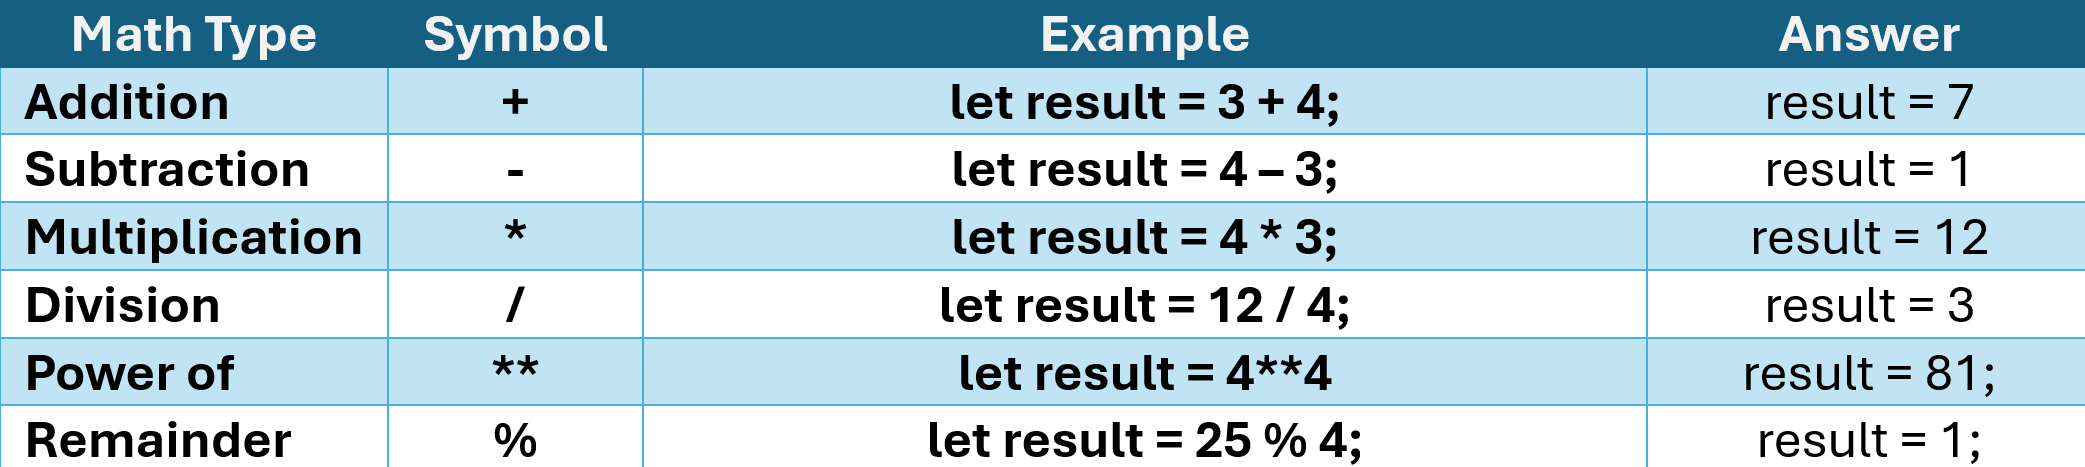 Math Type Symbol Example Answer
Addition + let result = 3 + 4; result = 7
Subtraction - let result = 4 – 3; result = 1
Multiplication * let result = 4 * 3; result = 12
Division / let result = 12 / 4; result = 3
Power of ** let result = 4**4 result = 81;
Remainder % let result = 25 % 4; result = 1;